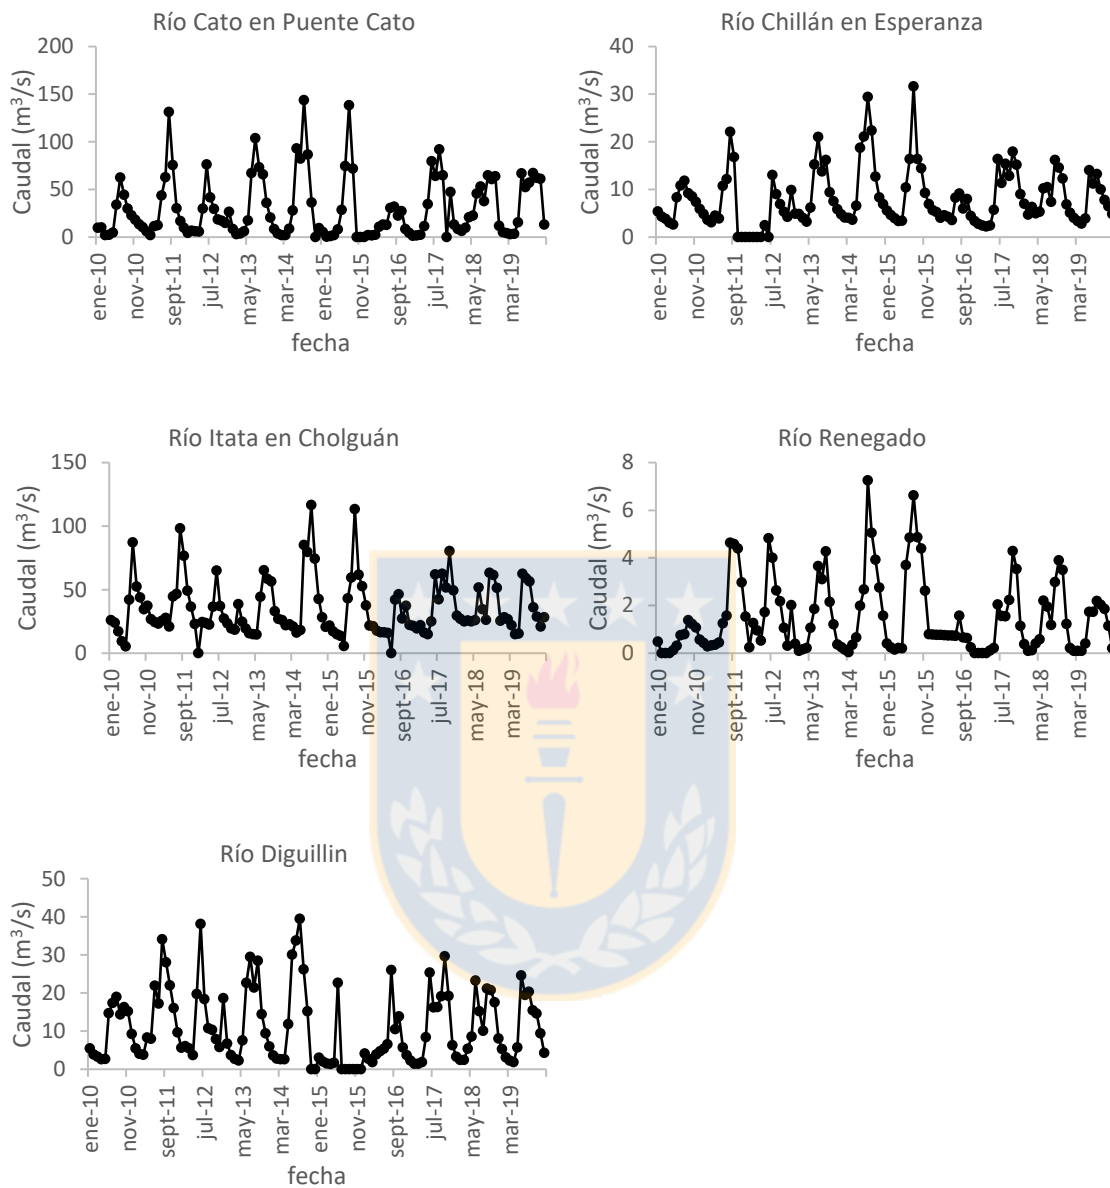 Río Cato en Puente Cato
Caudal (m³/s)
200
150
100
50
0
ene-10
nov-10
sept-11
jul-12
may-13
mar-14
ene-15
nov-15
sept-16
jul-17
may-18
mar-19
fecha
Río Chillán en Esperanza
Caudal (m³/s)
40
30
20
10
0
ene-10
nov-10
sept-11
jul-12
may-13
mar-14
ene-15
nov-15
sept-16
jul-17
may-18
mar-19
fecha
Río Itata en Cholguán
Caudal (m³/s)
150
100
50
0
ene-10
nov-10
sept-11
jul-12
may-13
mar-14
ene-15
nov-15
sept-16
jul-17
may-18
mar-19
fecha
Río Renegado
Caudal (m³/s)
8
6
4
2
0
ene-10
nov-10
sept-11
jul-12
may-13
mar-14
ene-15
nov-15
sept-16
jul-17
may-18
mar-19
fecha
Río Diguillin
Caudal (m³/s)
50
40
30
20
10
0
ene-10
nov-10
sept-11
jul-12
may-13
mar-14
ene-15
nov-15
sept-16
jul-17
may-18
mar-19
fecha